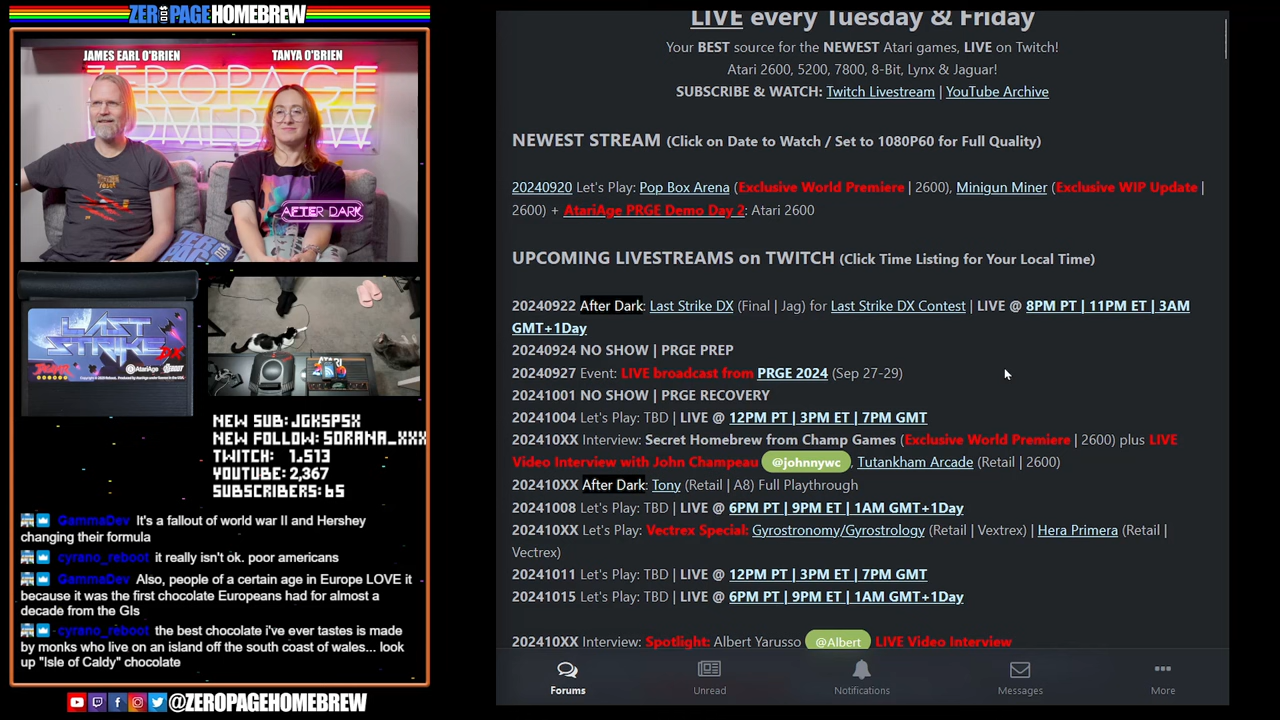 ZEROPAGE HOMEBREW
JAMES EARL O'BRIEN
TANYA O'BRIEN
ZEROPAGE
HOMEBREW
AFTER DARK
LAST STRIKE DX
JAGUAR
AtariAge
ATARI
NEW SUB: JGKSPSX
NEW FOLLOW: SORANA_XXX
TWITCH: 1,513
YOUTUBE: 2,367
SUBSCRIBERS: 65
GammaDev It's a fallout of world war II and Hershey
changing their formula
cyrano_reboot it really isn't ok. poor americans
GammaDev Also, people of a certain age in Europe LOVE it
because it was the first chocolate Europeans had for almost a
decade from the GIs
cyrano_reboot the best chocolate i've ever tastes is made
by monks who live on an island off the south coast of wales... look
up "Isle of Caldy" chocolate
@ZEROPAGEHOMEBREW
LIVE every Tuesday & Friday
Your BEST source for the NEWEST Atari games, LIVE on Twitch!
Atari 2600, 5200, 7800, 8-Bit, Lynx & Jaguar!
SUBSCRIBE & WATCH: Twitch Livestream | YouTube Archive
NEWEST STREAM (Click on Date to Watch / Set to 1080P60 for Full Quality)
20240920 Let's Play: Pop Box Arena (Exclusive World Premiere | 2600), Minigun Miner (Exclusive WIP Update |
2600) + AtariAge PRGE Demo Day 2: Atari 2600
UPCOMING LIVESTREAMS on TWITCH (Click Time Listing for Your Local Time)
20240922 After Dark: Last Strike DX (Final | Jag) for Last Strike DX Contest | LIVE @ 8PM PT | 11PM ET | 3AM
GMT+1Day
20240924 NO SHOW | PRGE PREP
20240927 Event: LIVE broadcast from PRGE 2024 (Sep 27-29)
20241001 NO SHOW | PRGE RECOVERY
20241004 Let's Play: TBD | LIVE @ 12PM PT | 3PM ET | 7PM GMT
202410XX Interview: Secret Homebrew from Champ Games (Exclusive World Premiere | 2600) plus LIVE
Video Interview with John Champeau @johnnywc, Tutankham Arcade (Retail | 2600)
202410XX After Dark: Tony (Retail | A8) Full Playthrough
20241008 Let's Play: TBD | LIVE @ 6PM PT | 9PM ET | 1AM GMT+1Day
202410XX Let's Play: Vectrex Special: Gyrostronomy/Gyrostrology (Retail | Vextrex) | Hera Primera (Retail |
Vectrex)
20241011 Let's Play: TBD | LIVE @ 12PM PT | 3PM ET | 7PM GMT
20241015 Let's Play: TBD | LIVE @ 6PM PT | 9PM ET | 1AM GMT+1Day
202410XX Interview: Spotlight: Albert Yarusso @Albert LIVE Video Interview
Forums
Unread
Notifications
Messages
More